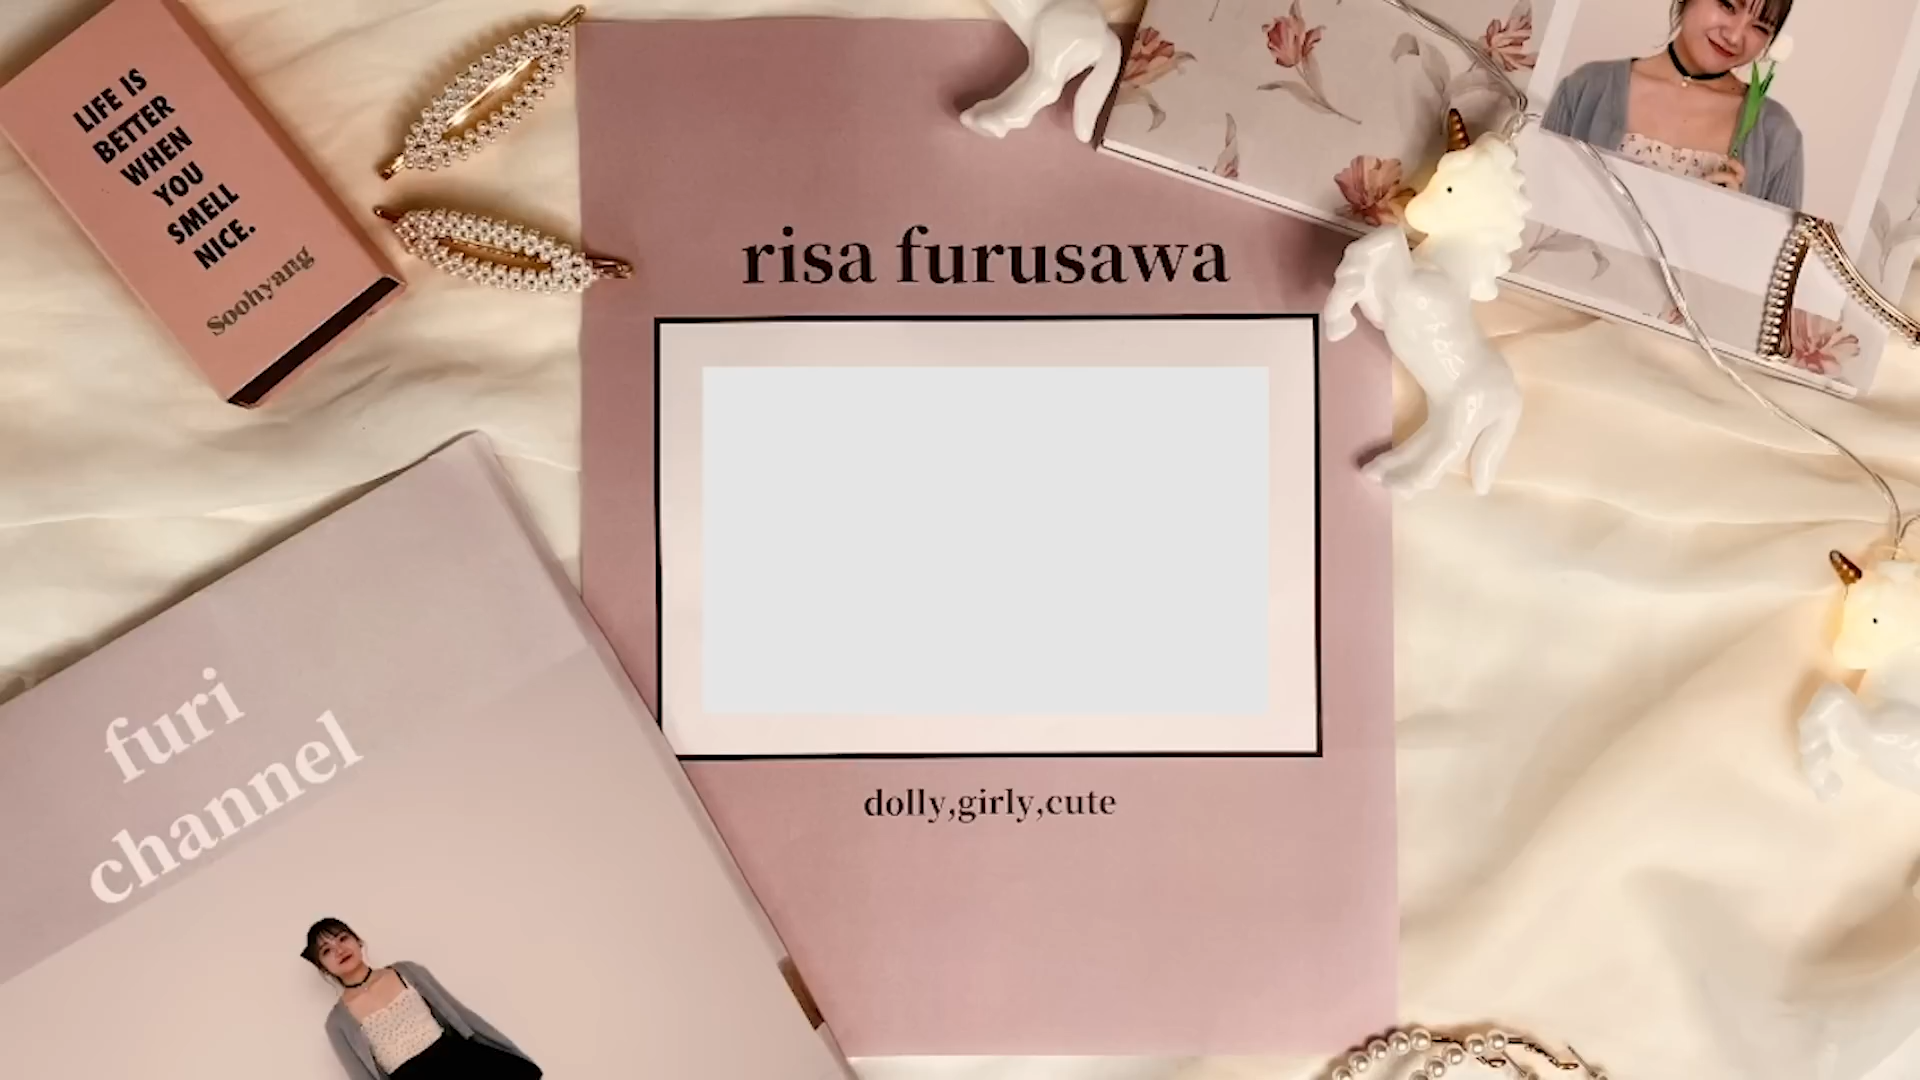 LIFE IS
BETTER
WHEN
YOU
SMELL
NICE.
Soohyang
risa furusawa
dolly,girly,cute
furi
channel